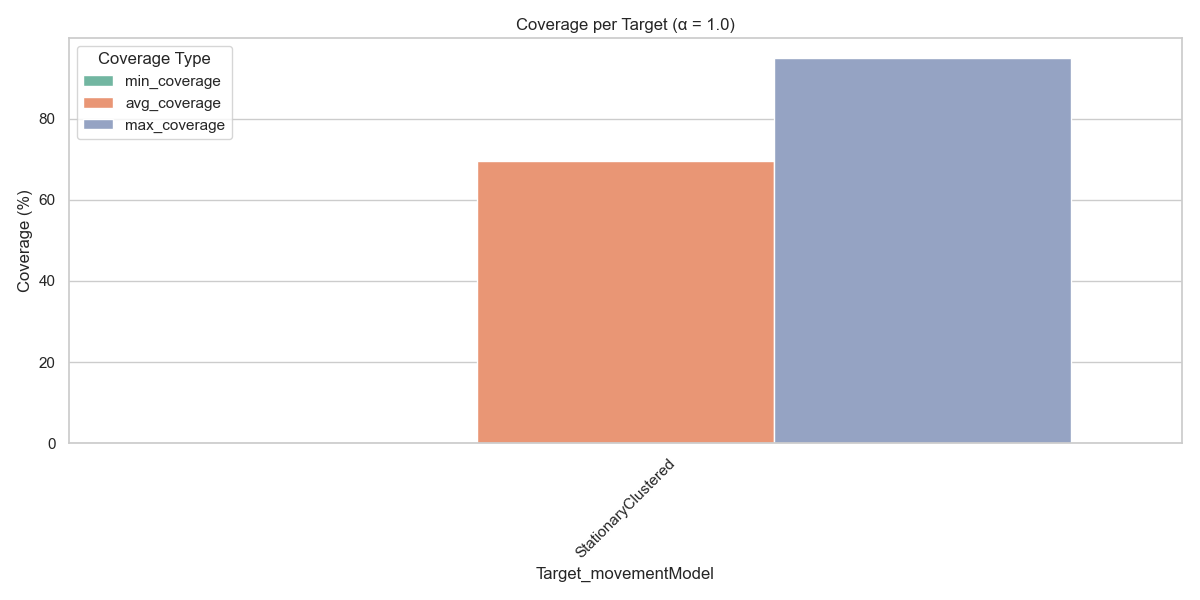 Coverage per Target (α = 1.0)
Coverage Type
min_coverage
avg_coverage
max_coverage
Coverage (%)
80
60
40
20
0
StationaryClustered
Target_movementModel